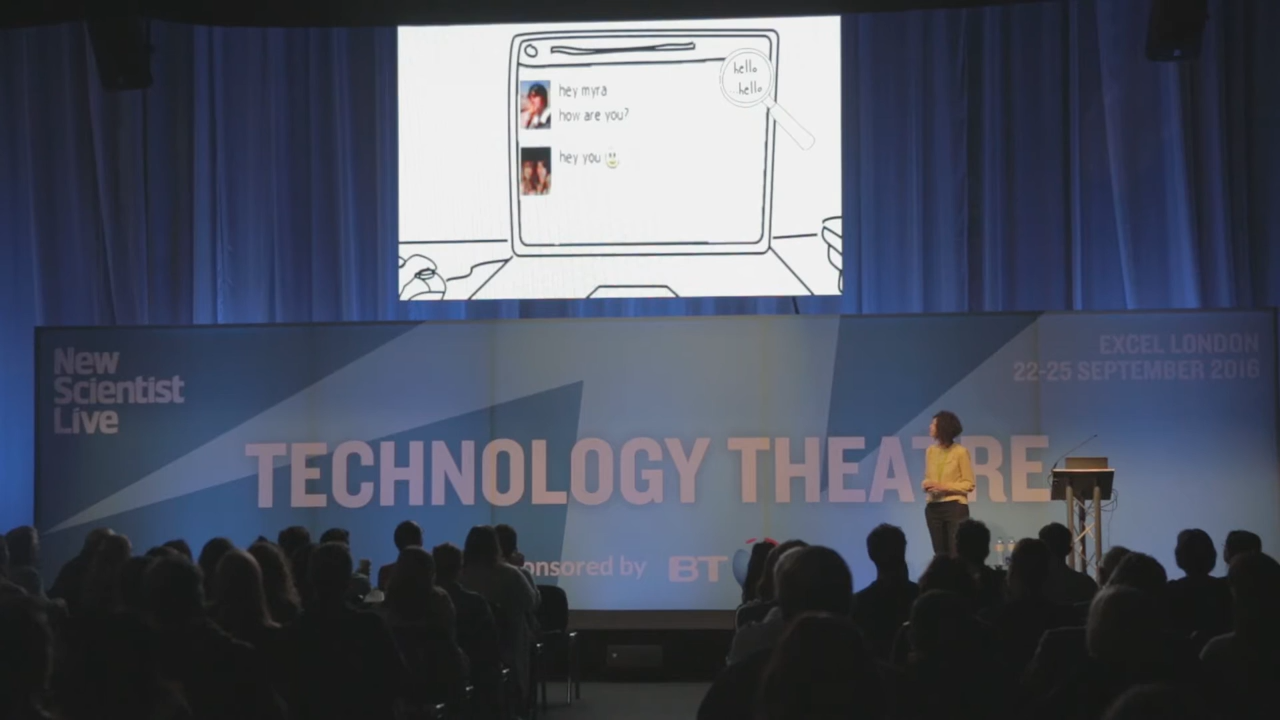 hello
...hello
hey myra
how are you?
hey you
New
Scientist
Live
EXCEL LONDON
22-25 SEPTEMBER 2016
TECHNOLOGY THEATRE
onsored by BT